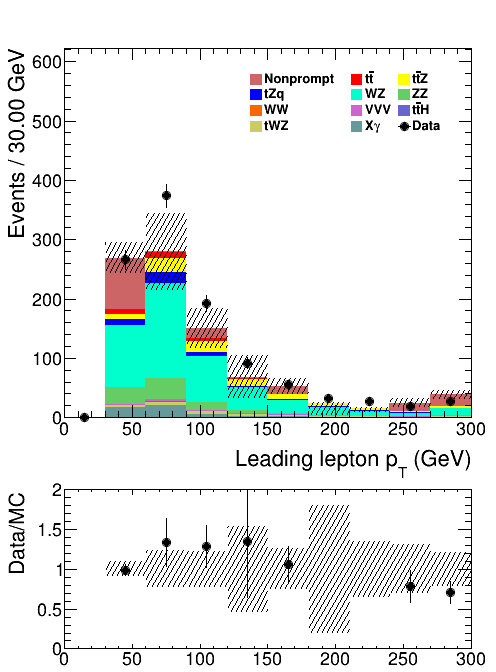 Events / 30.00 GeV
600
500
400
300
200
100
0
Nonprompt tt̄ tt̄Z
tZq WZ ZZ
WW VVV tt̄H
tWZ Xγ Data
0 50 100 150 200 250 300
Leading lepton p_T (GeV)
Data/MC
2
1.5
1
0.5
0
0 50 100 150 200 250 300